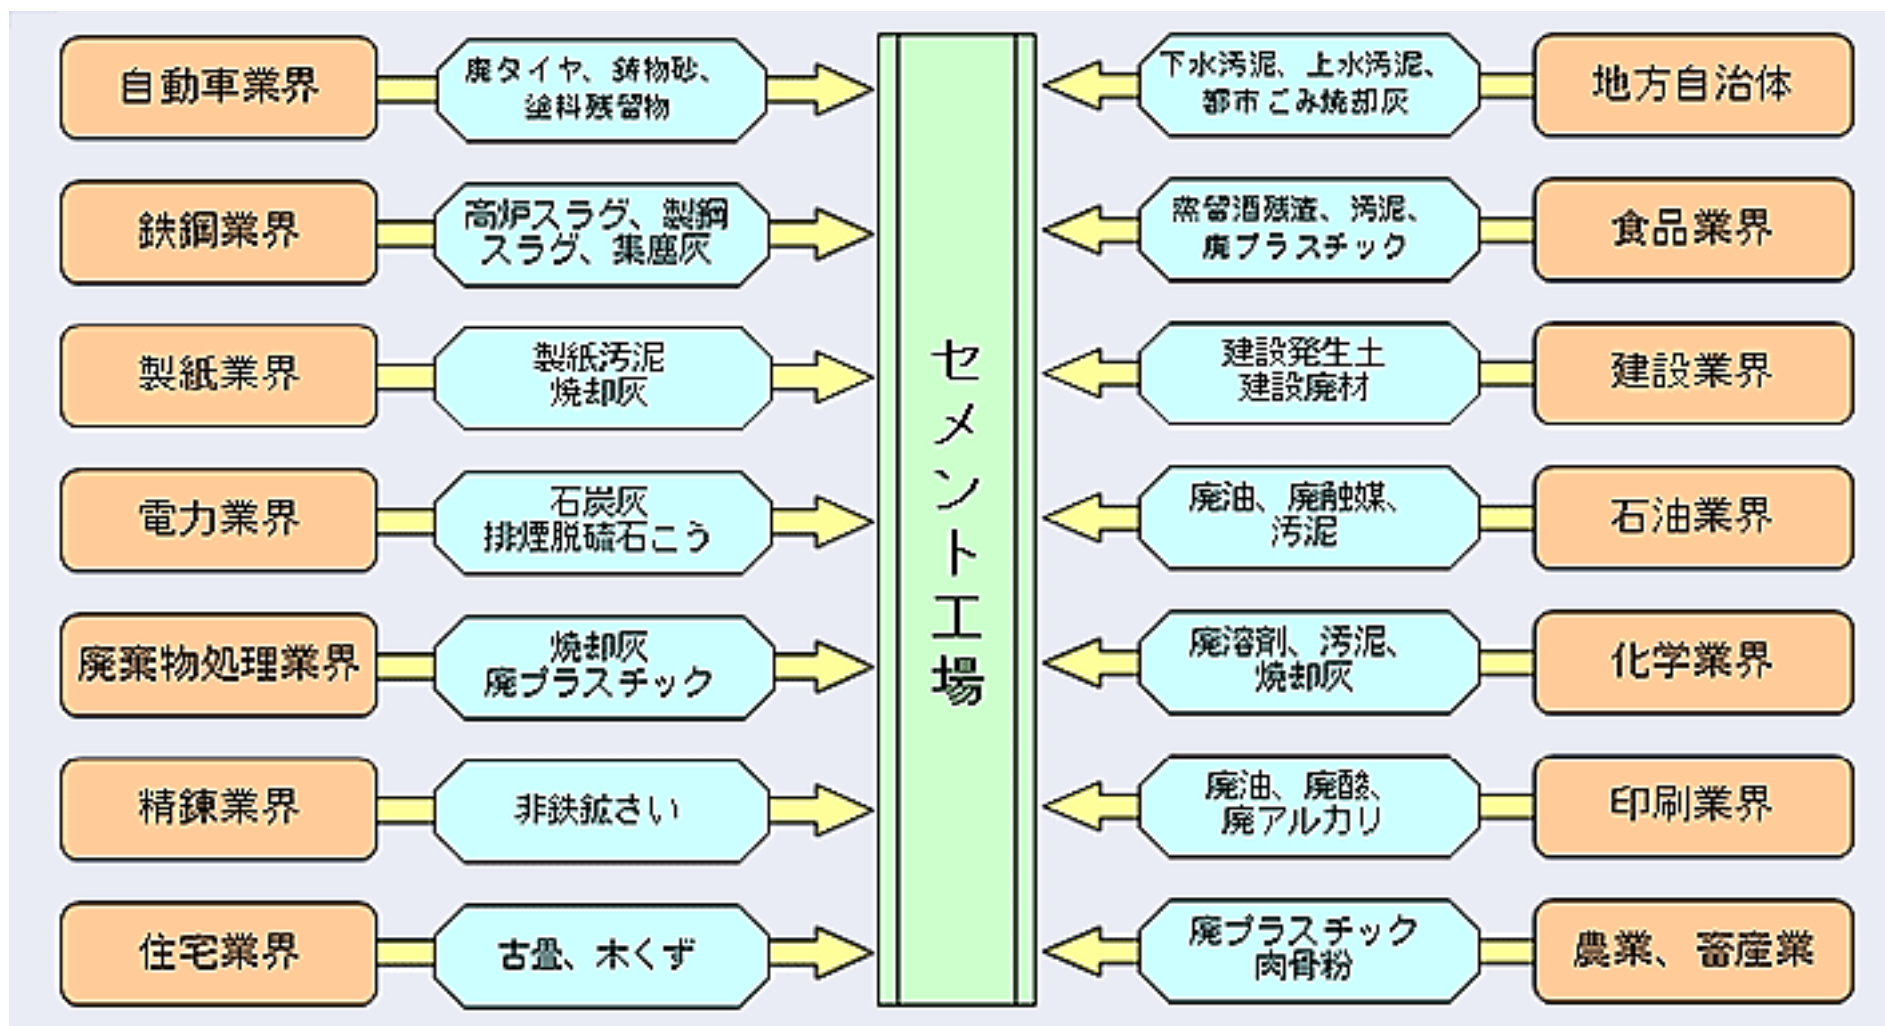 自動車業界
廃タイヤ、鋳物砂、
塗料残留物
鉄鋼業界
高炉スラグ、製鋼
スラグ、集塵灰
製紙業界
製紙汚泥
焼却灰
電力業界
石炭灰
排煙脱硫石こう
廃棄物処理業界
焼却灰
廃プラスチック
精錬業界
非鉄鉱さい
住宅業界
古畳、木くず
セメント工場
下水汚泥、上水汚泥、
都市ごみ焼却灰
地方自治体
蒸留酒残渣、汚泥、
廃プラスチック
食品業界
建設発生土
建設廃材
建設業界
廃油、廃触媒、
汚泥
石油業界
廃溶剤、汚泥、
焼却灰
化学業界
廃油、廃酸、
廃アルカリ
印刷業界
廃プラスチック
肉骨粉
農業、畜産業